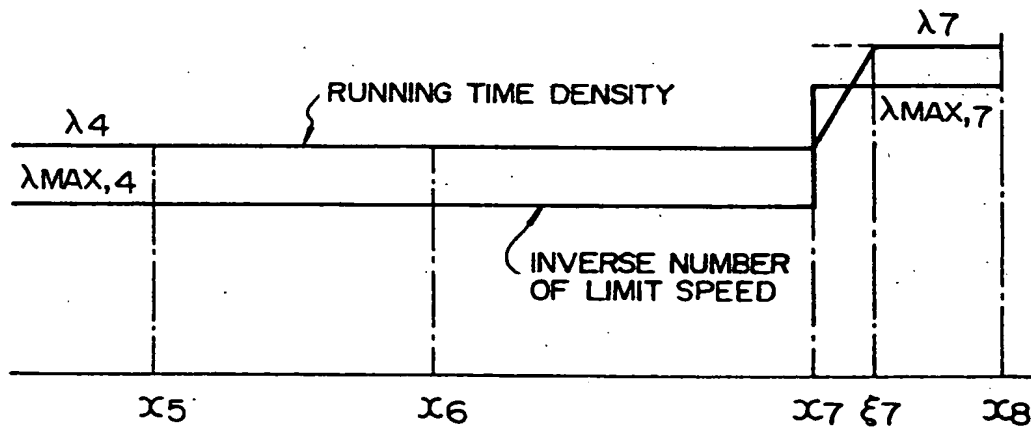 λ7
RUNNING TIME DENSITY
λ4
λMAX,7
λMAX,4
INVERSE NUMBER
OF LIMIT SPEED
x5 x6 x7 ξ7 x8